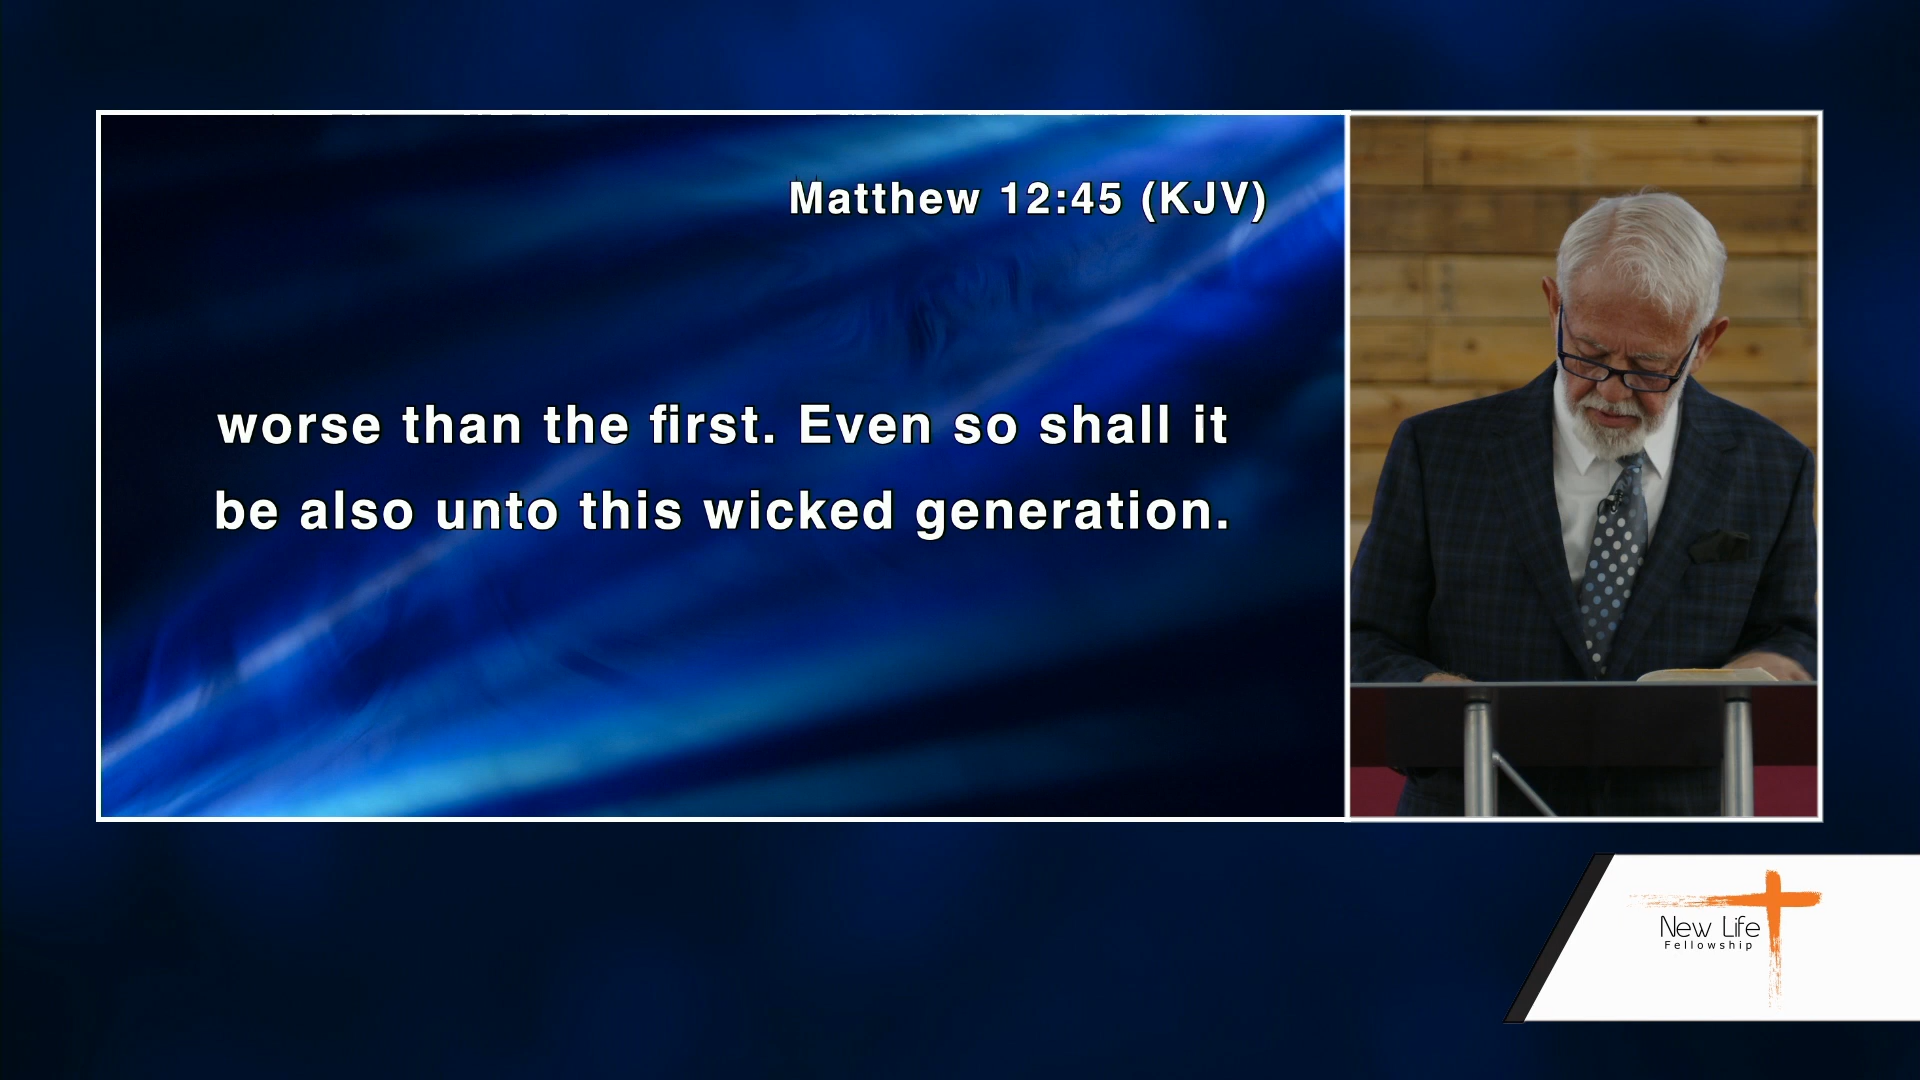 Matthew 12:45 (KJV)
worse than the first. Even so shall it
be also unto this wicked generation.
New Life
Fellowship